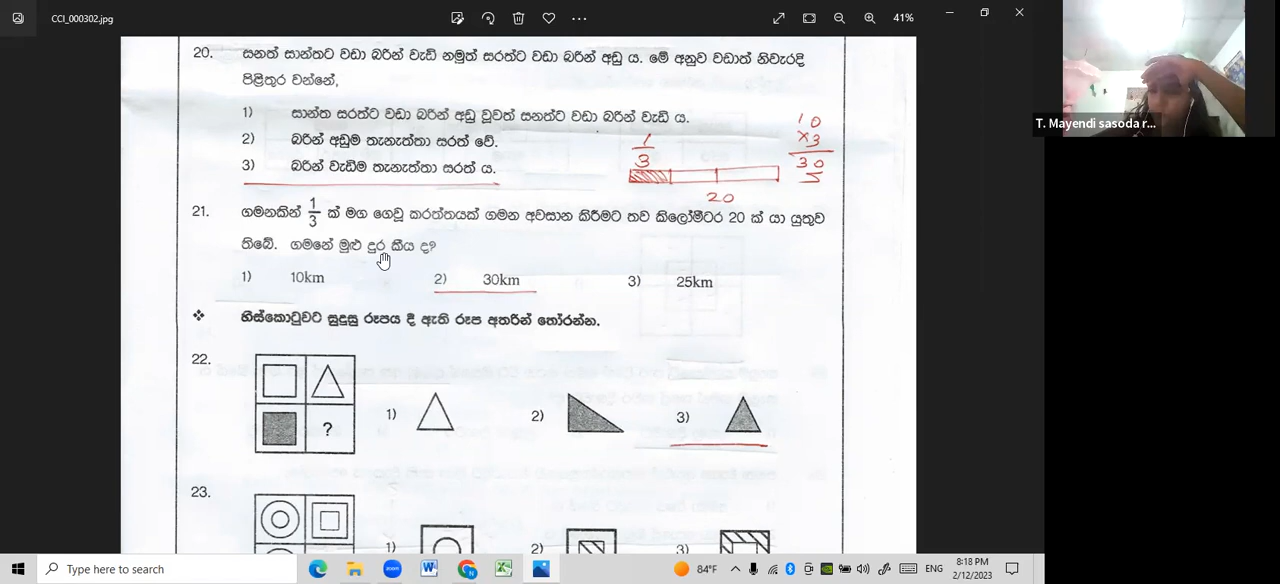 CCI_000302.jpg
41%
T. Mayendi sasoda r...
20. සනත් සාන්තට වඩා බරින් වැඩි නමුත් සරත්ට වඩා බරින් අඩු ය. මේ අනුව වඩාත් නිවැරදි
පිළිතුර වන්නේ,
1) සාන්ත සරත්ට වඩා බරින් අඩු වුවත් සනත්ට වඩා බරින් වැඩි ය.
2) බරින් අඩුම තැනැත්තා සරත් වේ.
3) බරින් වැඩිම තැනැත්තා සරත් ය.
1
3
20
10
×3
30
21. ගමනකින් 1/3 ක් මග ගෙවූ කරත්තයක් ගමන අවසාන කිරීමට තව කිලෝමීටර 20 ක් යා යුතුව
තිබේ. ගමනේ මුළු දුර කීය ද?
1) 10km 2) 30km 3) 25km
❖ හිස්කොටුවට සුදුසු රූපය දී ඇති රූප අතරින් තෝරන්න.
22.
?
1) 2) 3)
23.
1) 2) 3)
Type here to search
84°F
ENG
8:18 PM
2/12/2023